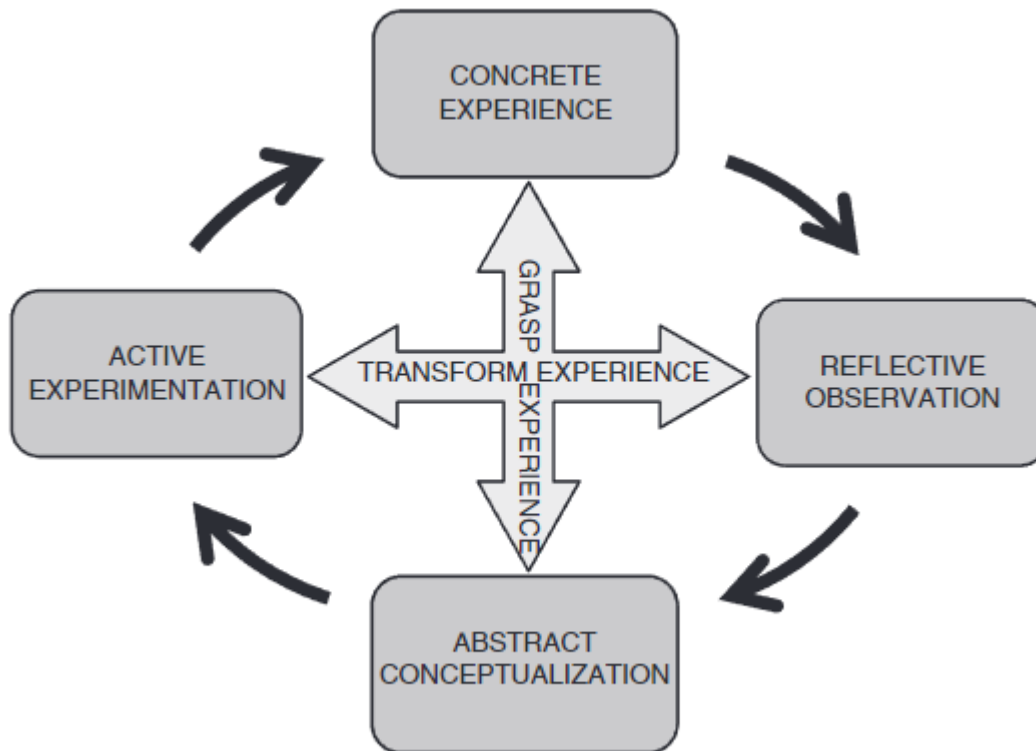 CONCRETE
EXPERIENCE
ACTIVE
EXPERIMENTATION
GRASP EXPERIENCE
TRANSFORM EXPERIENCE
REFLECTIVE
OBSERVATION
ABSTRACT
CONCEPTUALIZATION